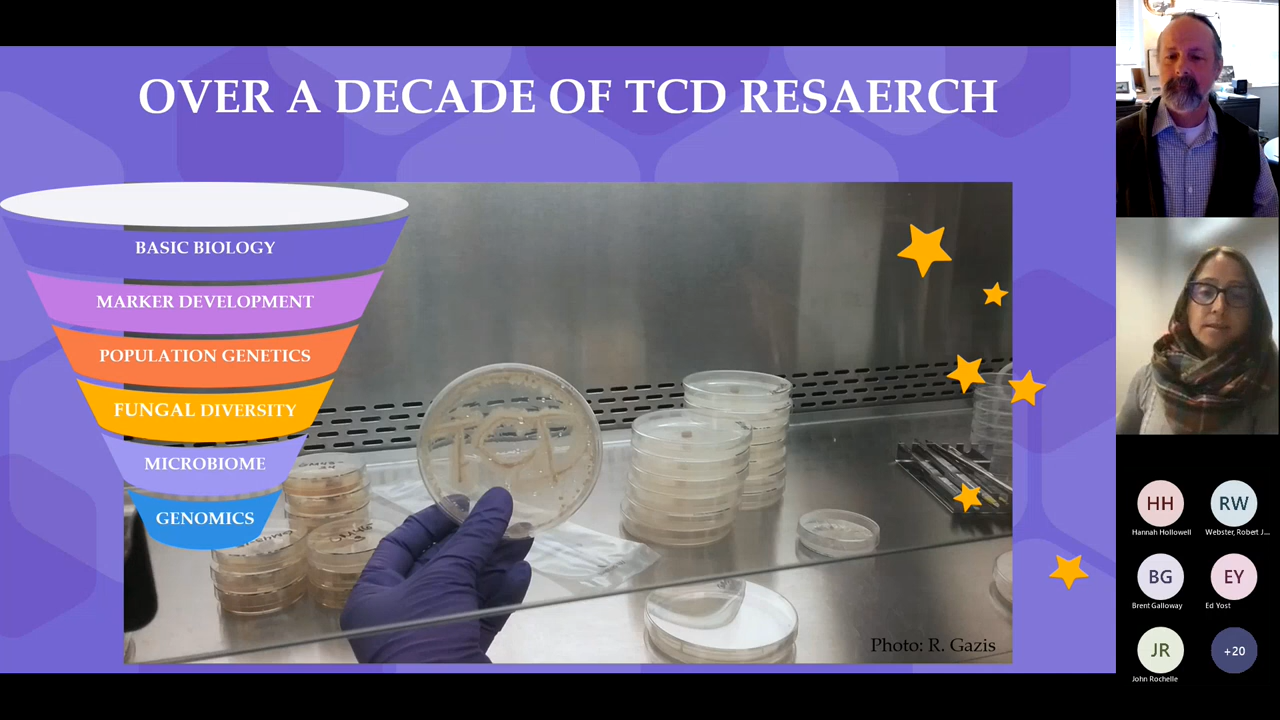 OVER A DECADE OF TCD RESAERCH
BASIC BIOLOGY
MARKER DEVELOPMENT
POPULATION GENETICS
FUNGAL DIVERSITY
MICROBIOME
GENOMICS
TCD
Photo: R. Gazis
HH
RW
Hannah Hollowell
Webster, Robert J...
BG
EY
Brent Galloway
Ed Yost
JR
+20
John Rochelle